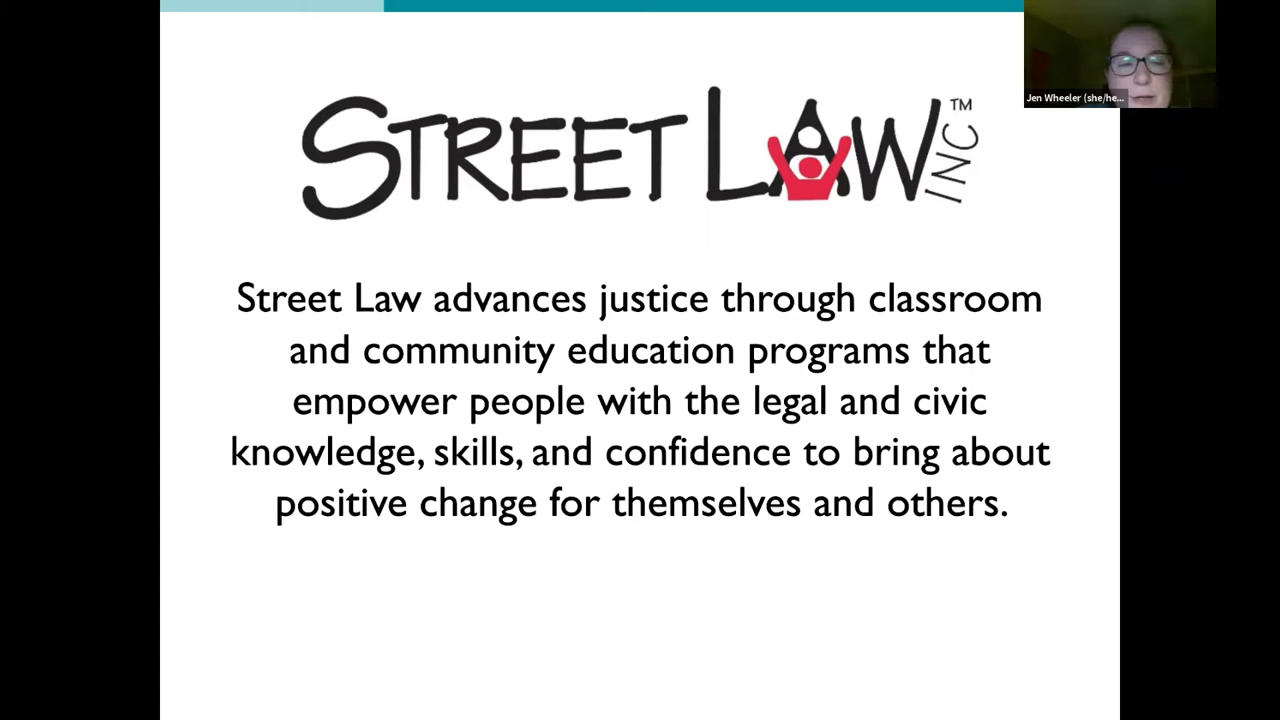 STREET LAW INC ™
Jen Wheeler (she/he...
Street Law advances justice through classroom
and community education programs that
empower people with the legal and civic
knowledge, skills, and confidence to bring about
positive change for themselves and others.